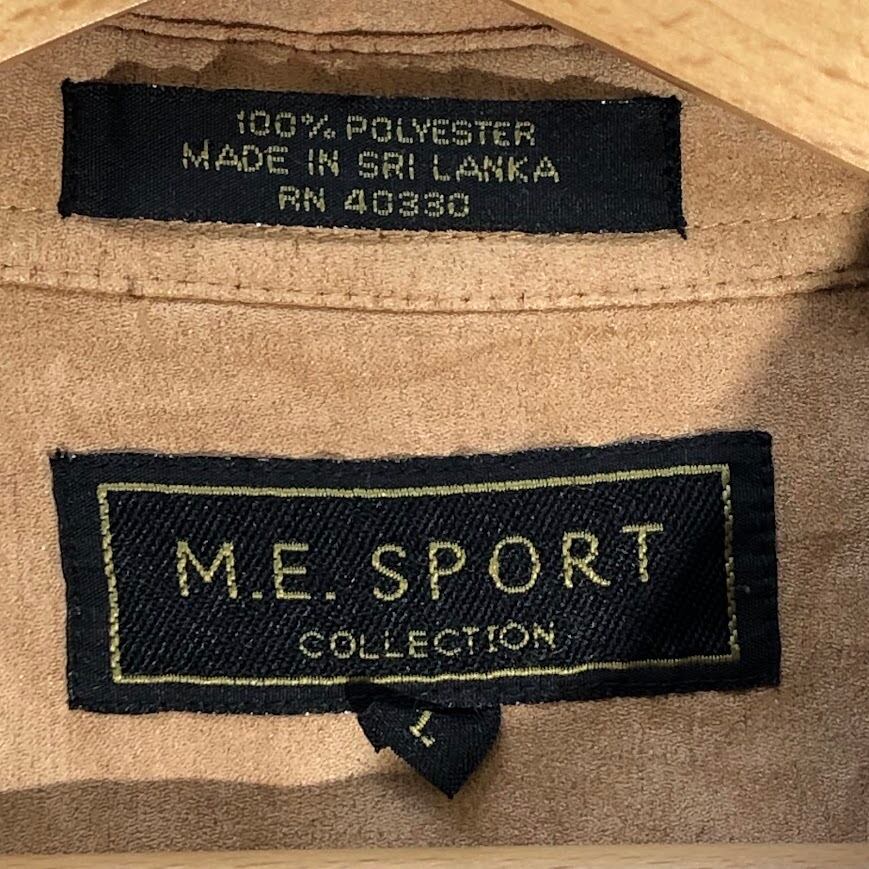 100% POLYESTER
MADE IN SRI LANKA
RN 40330
M.E. SPORT
COLLECTION
L